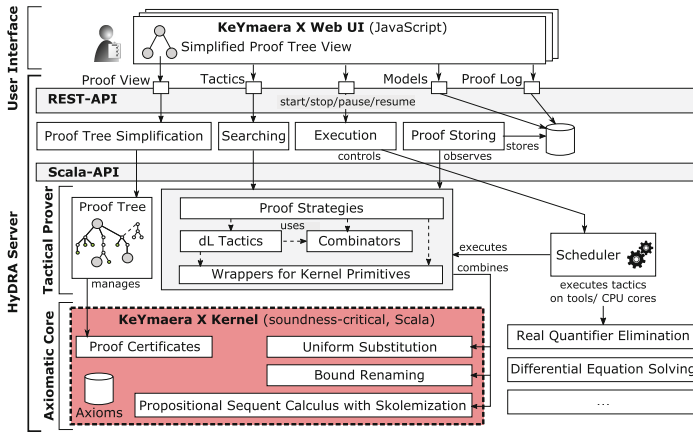 User Interface
KeYmaera X Web UI (JavaScript)
Simplified Proof Tree View
Proof View
Tactics
Models
Proof Log
REST-API
start/stop/pause/resume
Proof Tree Simplification
Searching
Execution
Proof Storing
stores
controls
observes
Scala-API
HyDRA Server
Tactical Prover
Proof Tree
manages
Proof Strategies
uses
dL Tactics
Combinators
Wrappers for Kernel Primitives
executes
combines
Scheduler
executes tactics
on tools/ CPU cores
Axiomatic Core
KeYmaera X Kernel (soundness-critical, Scala)
Proof Certificates
Uniform Substitution
Bound Renaming
Axioms
Propositional Sequent Calculus with Skolemization
Real Quantifier Elimination
Differential Equation Solving
...